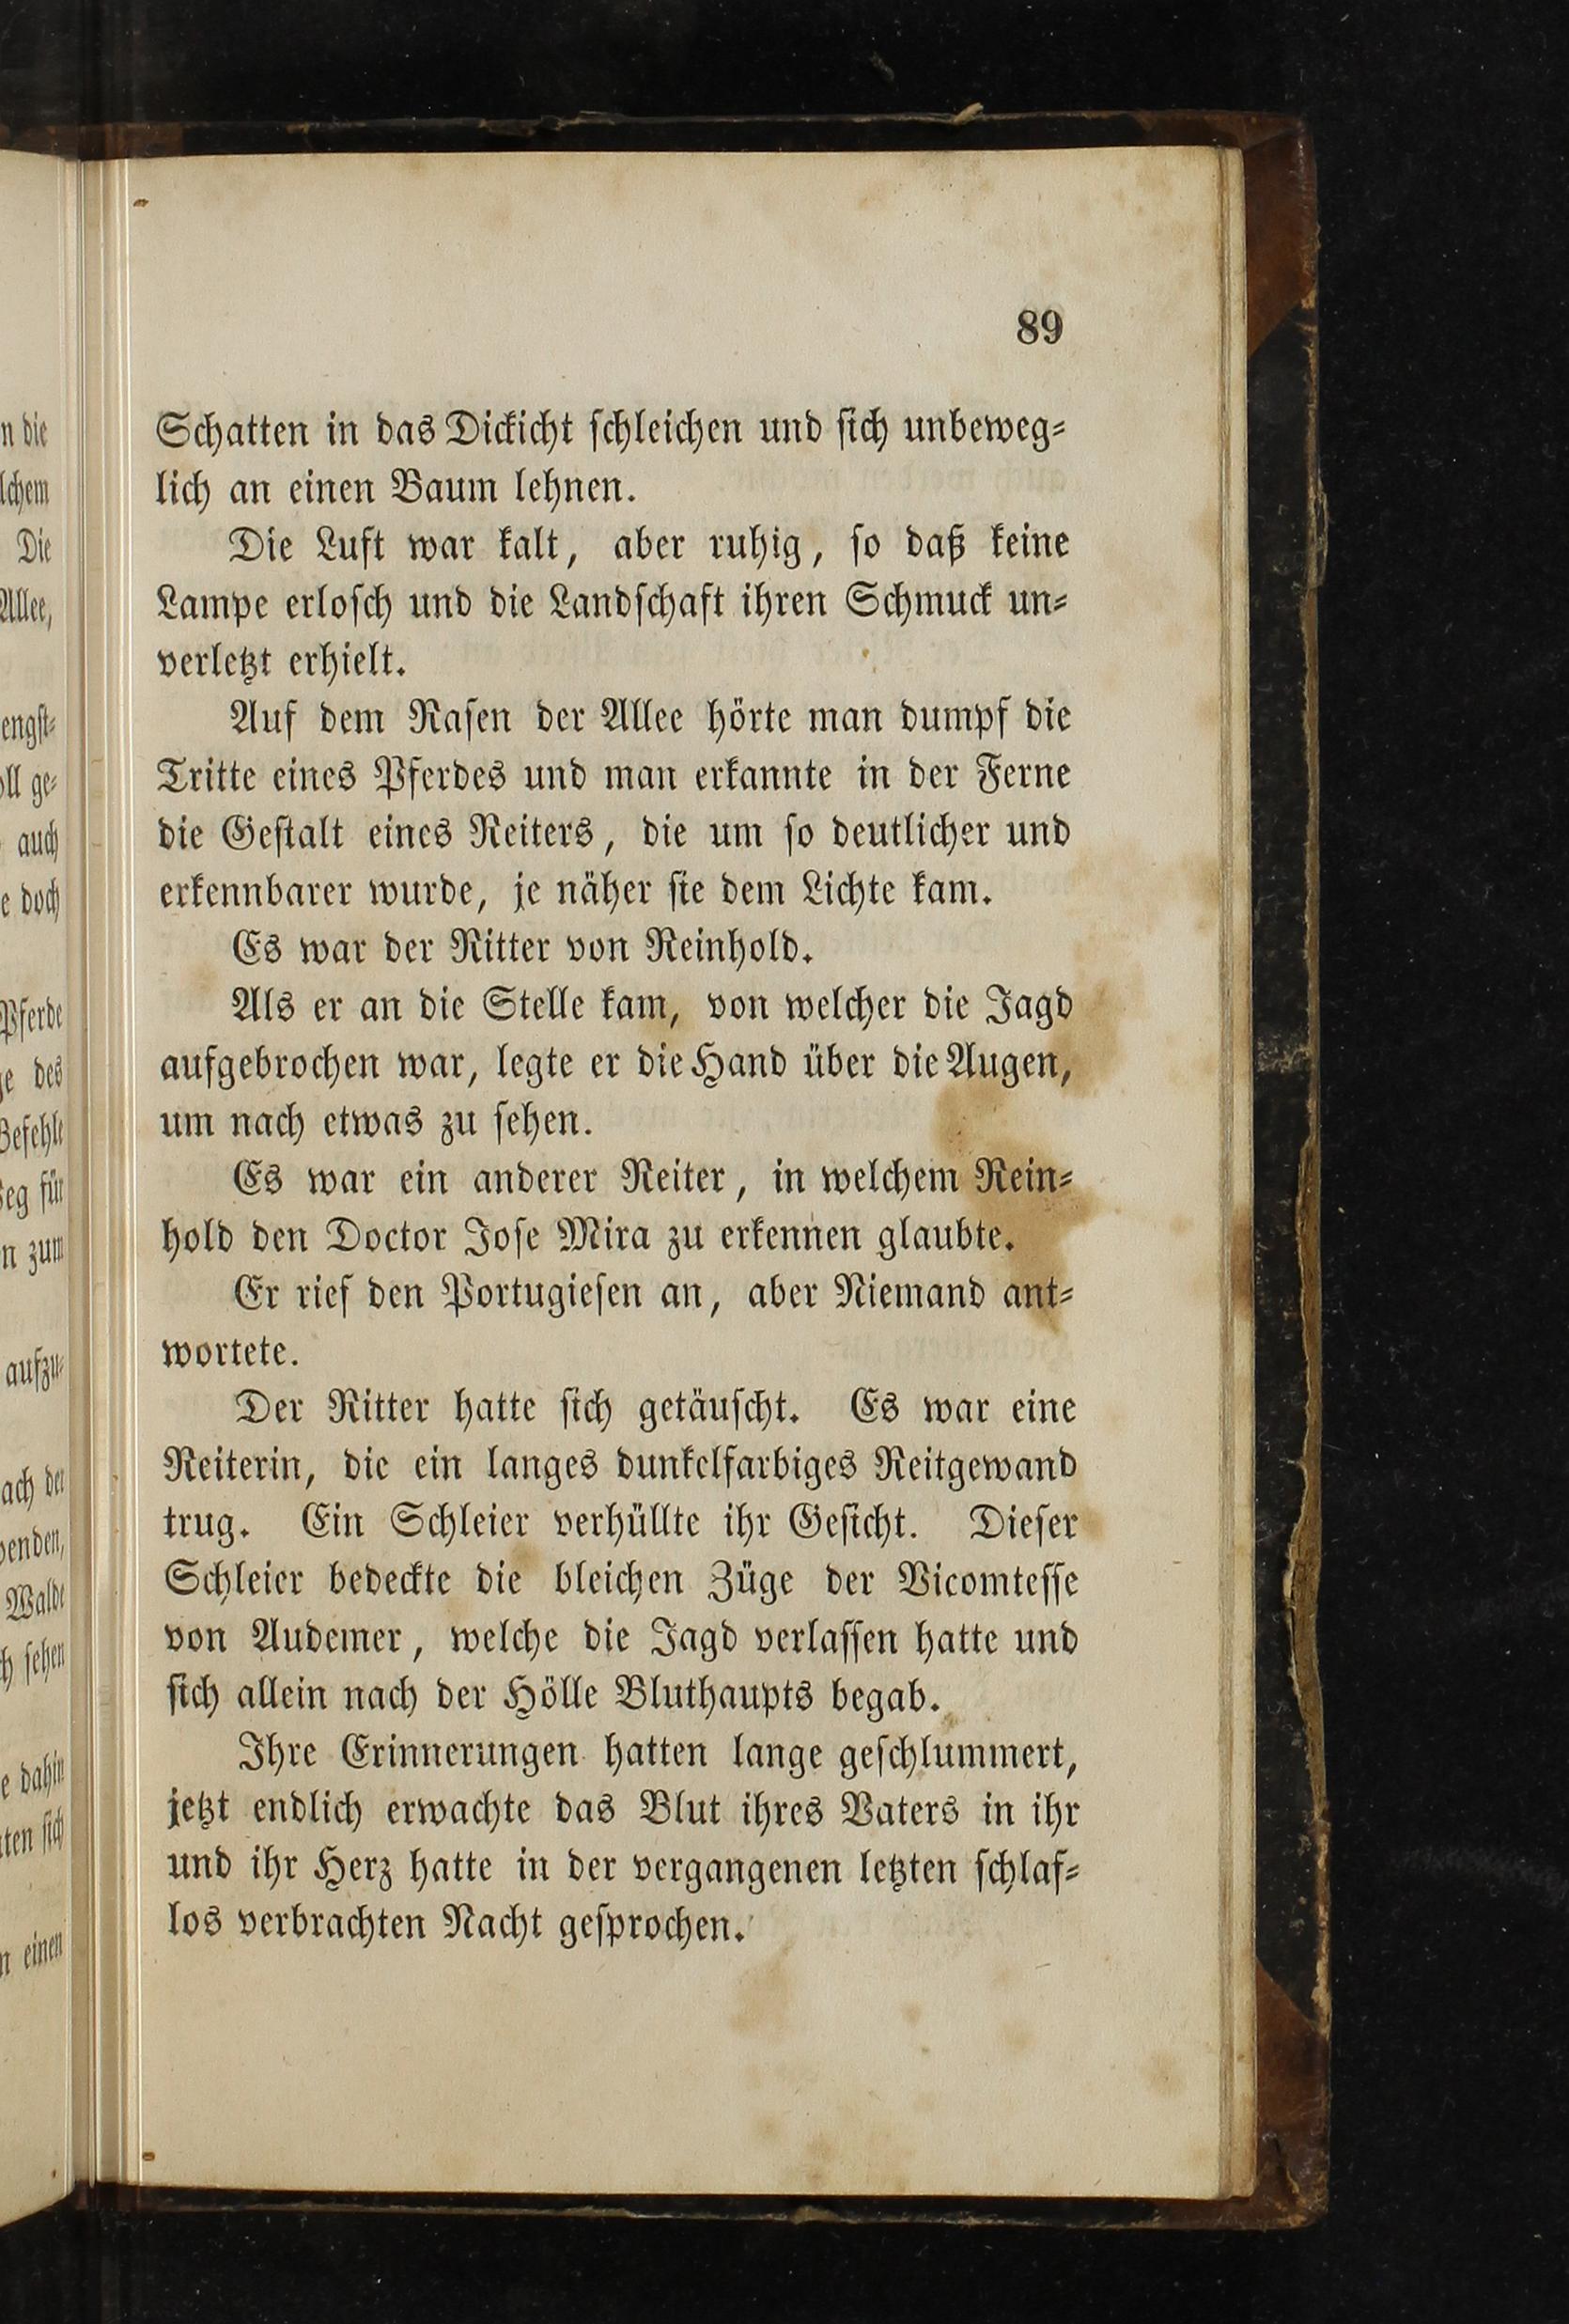 89
Schatten in das Dickicht schleichen und sich unbeweg-
lich an einen Baum lehnen.
Die Luft war kalt, aber ruhig, so daß keine
Lampe erlosch und die Landschaft ihren Schmuck un-
verletzt erhielt.
Auf dem Rasen der Allee hörte man dumpf die
Tritte eines Pferdes und man erkannte in der Ferne
die Gestalt eines Reiters, die um so deutlicher und
erkennbarer wurde, je näher sie dem Lichte kam.
Es war der Ritter von Reinhold.
Als er an die Stelle kam, von welcher die Jagd
aufgebrochen war, legte er die Hand über die Augen,
um nach etwas zu sehen.
Es war ein anderer Reiter, in welchem Rein-
hold den Doctor Jose Mira zu erkennen glaubte.
Er rief den Portugiesen an, aber Niemand ant-
wortete.
Der Ritter hatte sich getäuscht. Es war eine
Reiterin, die ein langes dunkelfarbiges Reitgewand
trug. Ein Schleier verhüllte ihr Gesicht. Dieser
Schleier bedeckte die bleichen Züge der Vicomtesse
von Audemer, welche die Jagd verlassen hatte und
sich allein nach der Hölle Bluthaupts begab.
Ihre Erinnerungen hatten lange geschlummert,
jetzt endlich erwachte das Blut ihres Vaters in ihr
und ihr Herz hatte in der vergangenen letzten schlaf-
los verbrachten Nacht gesprochen.